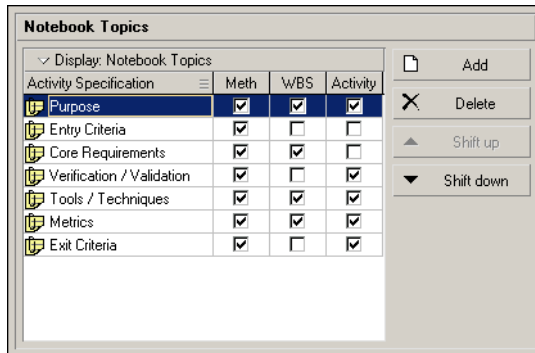 Notebook Topics
Display: Notebook Topics
Activity Specification Meth WBS Activity
Purpose
Entry Criteria
Core Requirements
Verification / Validation
Tools / Techniques
Metrics
Exit Criteria
Add
Delete
Shift up
Shift down